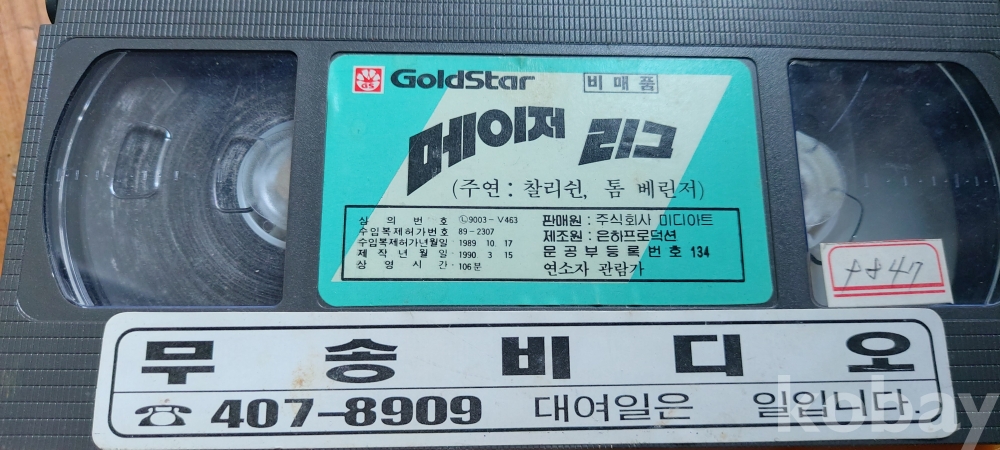 GoldStar 비매품
메이저 리그
(주연 : 찰리쉰, 톰 베린저)
상 의 번 호 Ⓛ9003-V463
수입복제허가번호 89-2307
수입복제허가년월일 1989 10. 17
제 작 년 월 일 1990 3. 15
상 영 시 간 106분
판매원 : 주식회사 미디아트
제조원 : 은하프로덕션
문공부등록번호 134
연소자 관람가
무송비디오
☎ 407-8909 대여일은 일입니다.
kobay